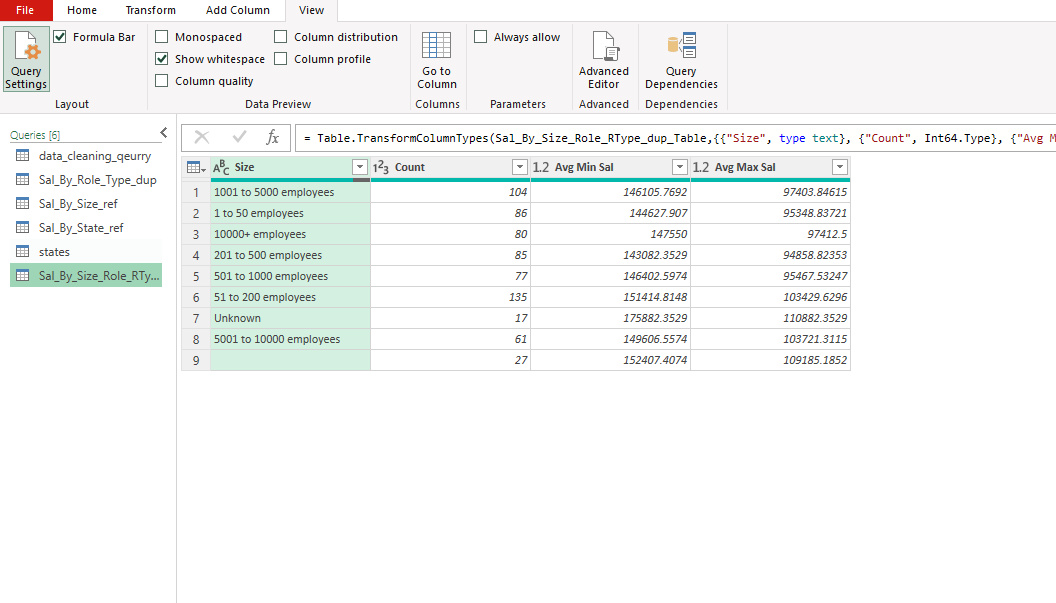 File Home Transform Add Column View
Formula Bar Monospaced Column distribution Always allow
Show whitespace Column profile
Query Settings Column quality Go to Column Advanced Editor Query Dependencies
Layout Data Preview Columns Parameters Advanced Dependencies
Queries [6]
data_cleaning_qeurry
Sal_By_Role_Type_dup
Sal_By_Size_ref
Sal_By_State_ref
states
Sal_By_Size_Role_RTy...
fx = Table.TransformColumnTypes(Sal_By_Size_Role_RType_dup_Table,{{"Size", type text}, {"Count", Int64.Type}, {"Avg M
ABC Size 123 Count 1.2 Avg Min Sal 1.2 Avg Max Sal
1 1001 to 5000 employees 104 146105.7692 97403.84615
2 1 to 50 employees 86 144627.907 95348.83721
3 10000+ employees 80 147550 97412.5
4 201 to 500 employees 85 143082.3529 94858.82353
5 501 to 1000 employees 77 146402.5974 95467.53247
6 51 to 200 employees 135 151414.8148 103429.6296
7 Unknown 17 175882.3529 110882.3529
8 5001 to 10000 employees 61 149606.5574 103721.3115
9 27 152407.4074 109185.1852